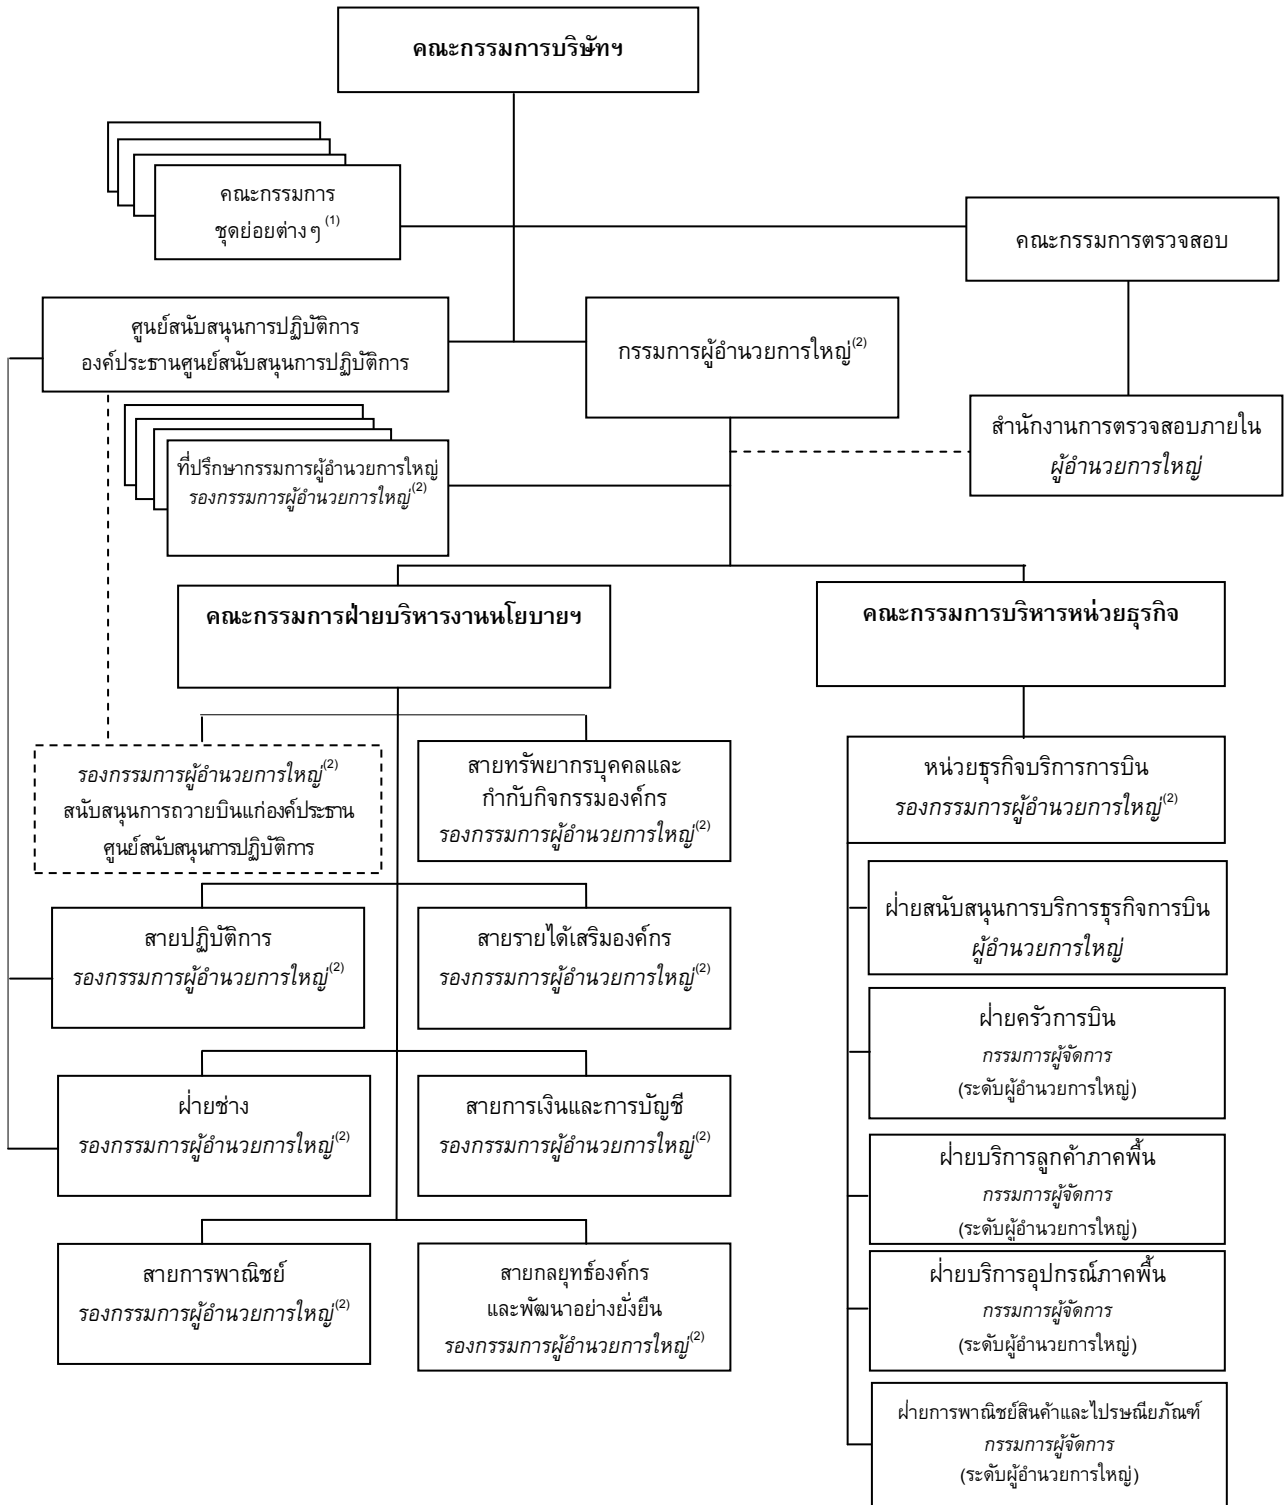 คณะกรรมการบริษัทฯ
คณะกรรมการ
ชุดย่อยต่างๆ(1)
คณะกรรมการตรวจสอบ
ศูนย์สนับสนุนการปฏิบัติการ
องค์ประธานศูนย์สนับสนุนการปฏิบัติการ
กรรมการผู้อำนวยการใหญ่(2)
สำนักงานการตรวจสอบภายใน
ผู้อำนวยการใหญ่
ที่ปรึกษากรรมการผู้อำนวยการใหญ่
รองกรรมการผู้อำนวยการใหญ่(2)
คณะกรรมการฝ่ายบริหารงานนโยบายฯ
คณะกรรมการบริหารหน่วยธุรกิจ
รองกรรมการผู้อำนวยการใหญ่(2)
สนับสนุนการถวายบินแก่องค์ประธาน
ศูนย์สนับสนุนการปฏิบัติการ
สายทรัพยากรบุคคลและ
กำกับกิจกรรมองค์กร
รองกรรมการผู้อำนวยการใหญ่(2)
หน่วยธุรกิจบริการการบิน
รองกรรมการผู้อำนวยการใหญ่(2)
สายปฏิบัติการ
รองกรรมการผู้อำนวยการใหญ่(2)
สายรายได้เสริมองค์กร
รองกรรมการผู้อำนวยการใหญ่(2)
ฝ่ายสนับสนุนการบริการธุรกิจการบิน
ผู้อำนวยการใหญ่
ฝ่ายครัวการบิน
กรรมการผู้จัดการ
(ระดับผู้อำนวยการใหญ่)
ฝ่ายช่าง
รองกรรมการผู้อำนวยการใหญ่(2)
สายการเงินและการบัญชี
รองกรรมการผู้อำนวยการใหญ่(2)
ฝ่ายบริการลูกค้าภาคพื้น
กรรมการผู้จัดการ
(ระดับผู้อำนวยการใหญ่)
สายการพาณิชย์
รองกรรมการผู้อำนวยการใหญ่(2)
สายกลยุทธ์องค์กร
และพัฒนาอย่างยั่งยืน
รองกรรมการผู้อำนวยการใหญ่(2)
ฝ่ายบริการอุปกรณ์ภาคพื้น
กรรมการผู้จัดการ
(ระดับผู้อำนวยการใหญ่)
ฝ่ายการพาณิชย์สินค้าและไปรษณียภัณฑ์
กรรมการผู้จัดการ
(ระดับผู้อำนวยการใหญ่)